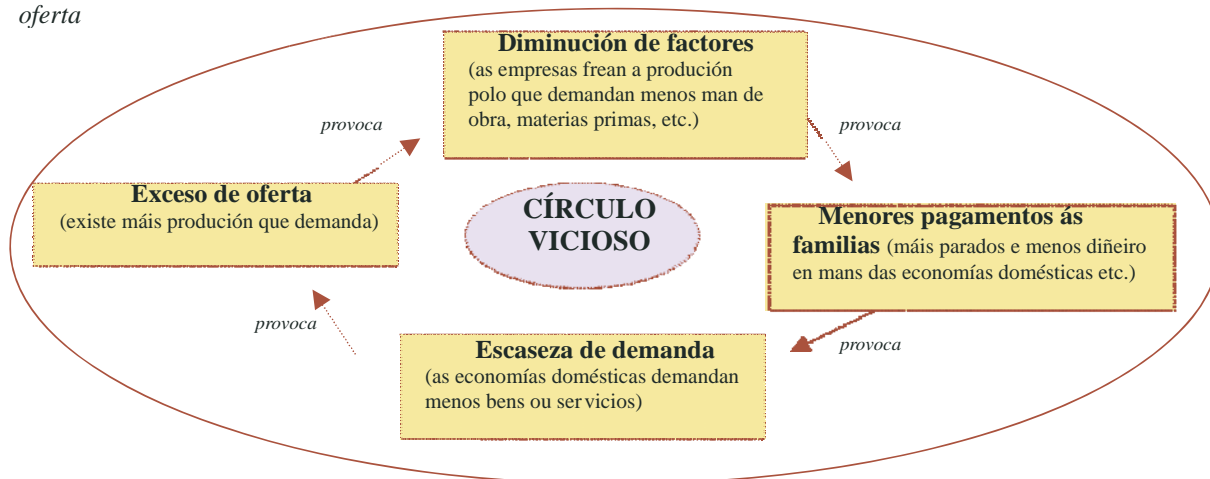 oferta
Diminución de factores
(as empresas frean a produción
polo que demandan menos man de
obra, materias primas, etc.)
provoca
provoca
Exceso de oferta
(existe máis produción que demanda)
CÍRCULO
VICIOSO
Menores pagamentos ás
familias (máis parados e menos diñeiro
en mans das economías domésticas etc.)
provoca
provoca
Escaseza de demanda
(as economías domésticas demandan
menos bens ou servicios)